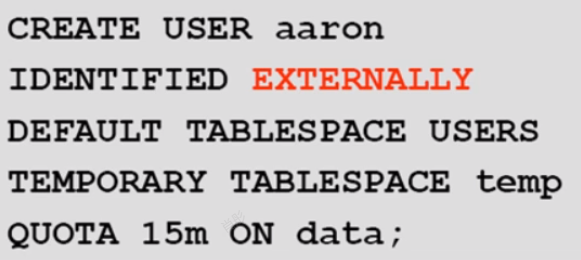 CREATE USER aaron
IDENTIFIED EXTERNALLY
DEFAULT TABLESPACE USERS
TEMPORARY TABLESPACE temp
QUOTA 15m ON data;